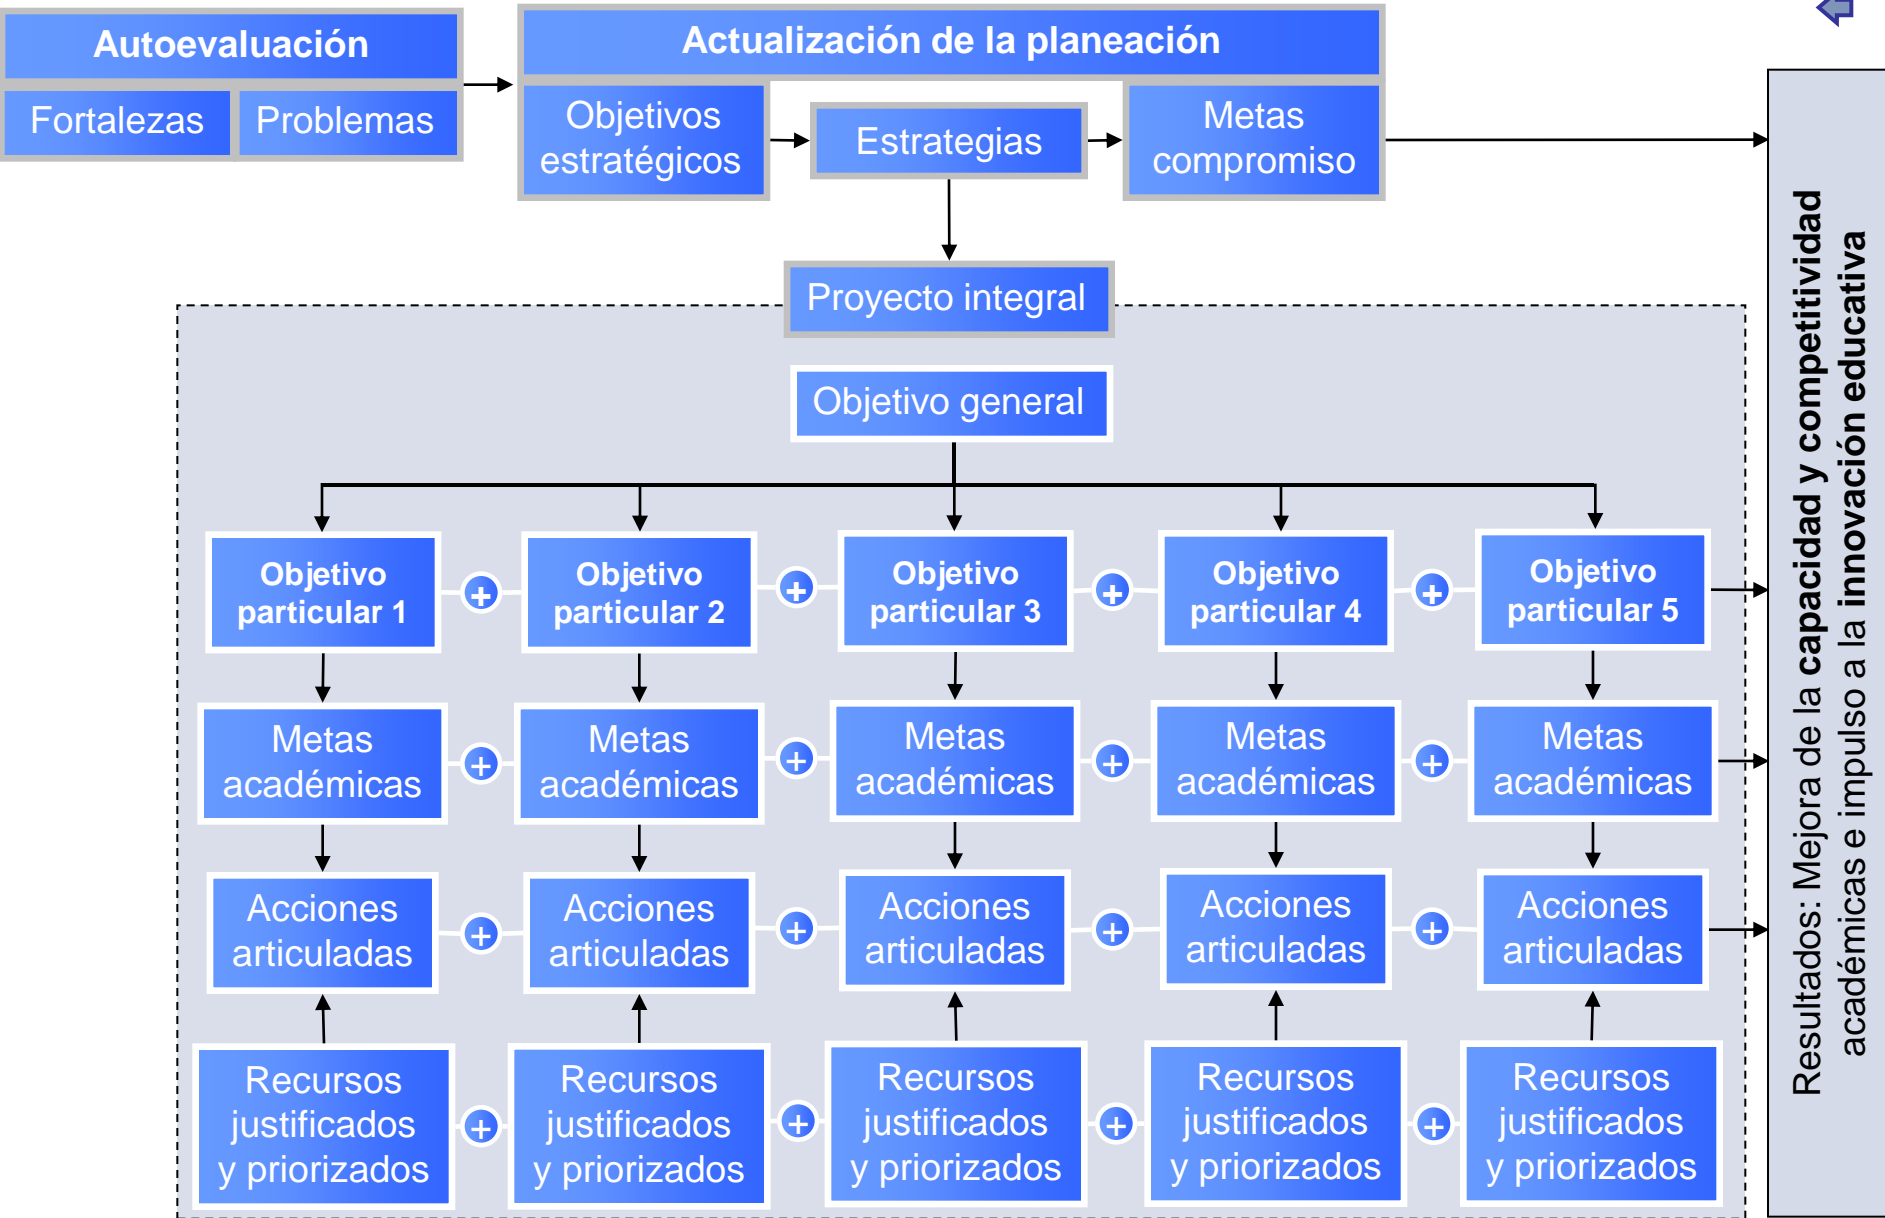 Autoevaluación
Fortalezas
Problemas
Actualización de la planeación
Objetivos
estratégicos
Estrategias
Metas
compromiso
Proyecto integral
Objetivo general
Objetivo
particular 1
+
Objetivo
particular 2
+
Objetivo
particular 3
+
Objetivo
particular 4
+
Objetivo
particular 5
Metas
académicas
+
Metas
académicas
+
Metas
académicas
+
Metas
académicas
+
Metas
académicas
Acciones
articuladas
+
Acciones
articuladas
+
Acciones
articuladas
+
Acciones
articuladas
+
Acciones
articuladas
Recursos
justificados
y priorizados
+
Recursos
justificados
y priorizados
+
Recursos
justificados
y priorizados
+
Recursos
justificados
y priorizados
+
Recursos
justificados
y priorizados
Resultados: Mejora de la capacidad y competitividad
académicas e impulso a la innovación educativa